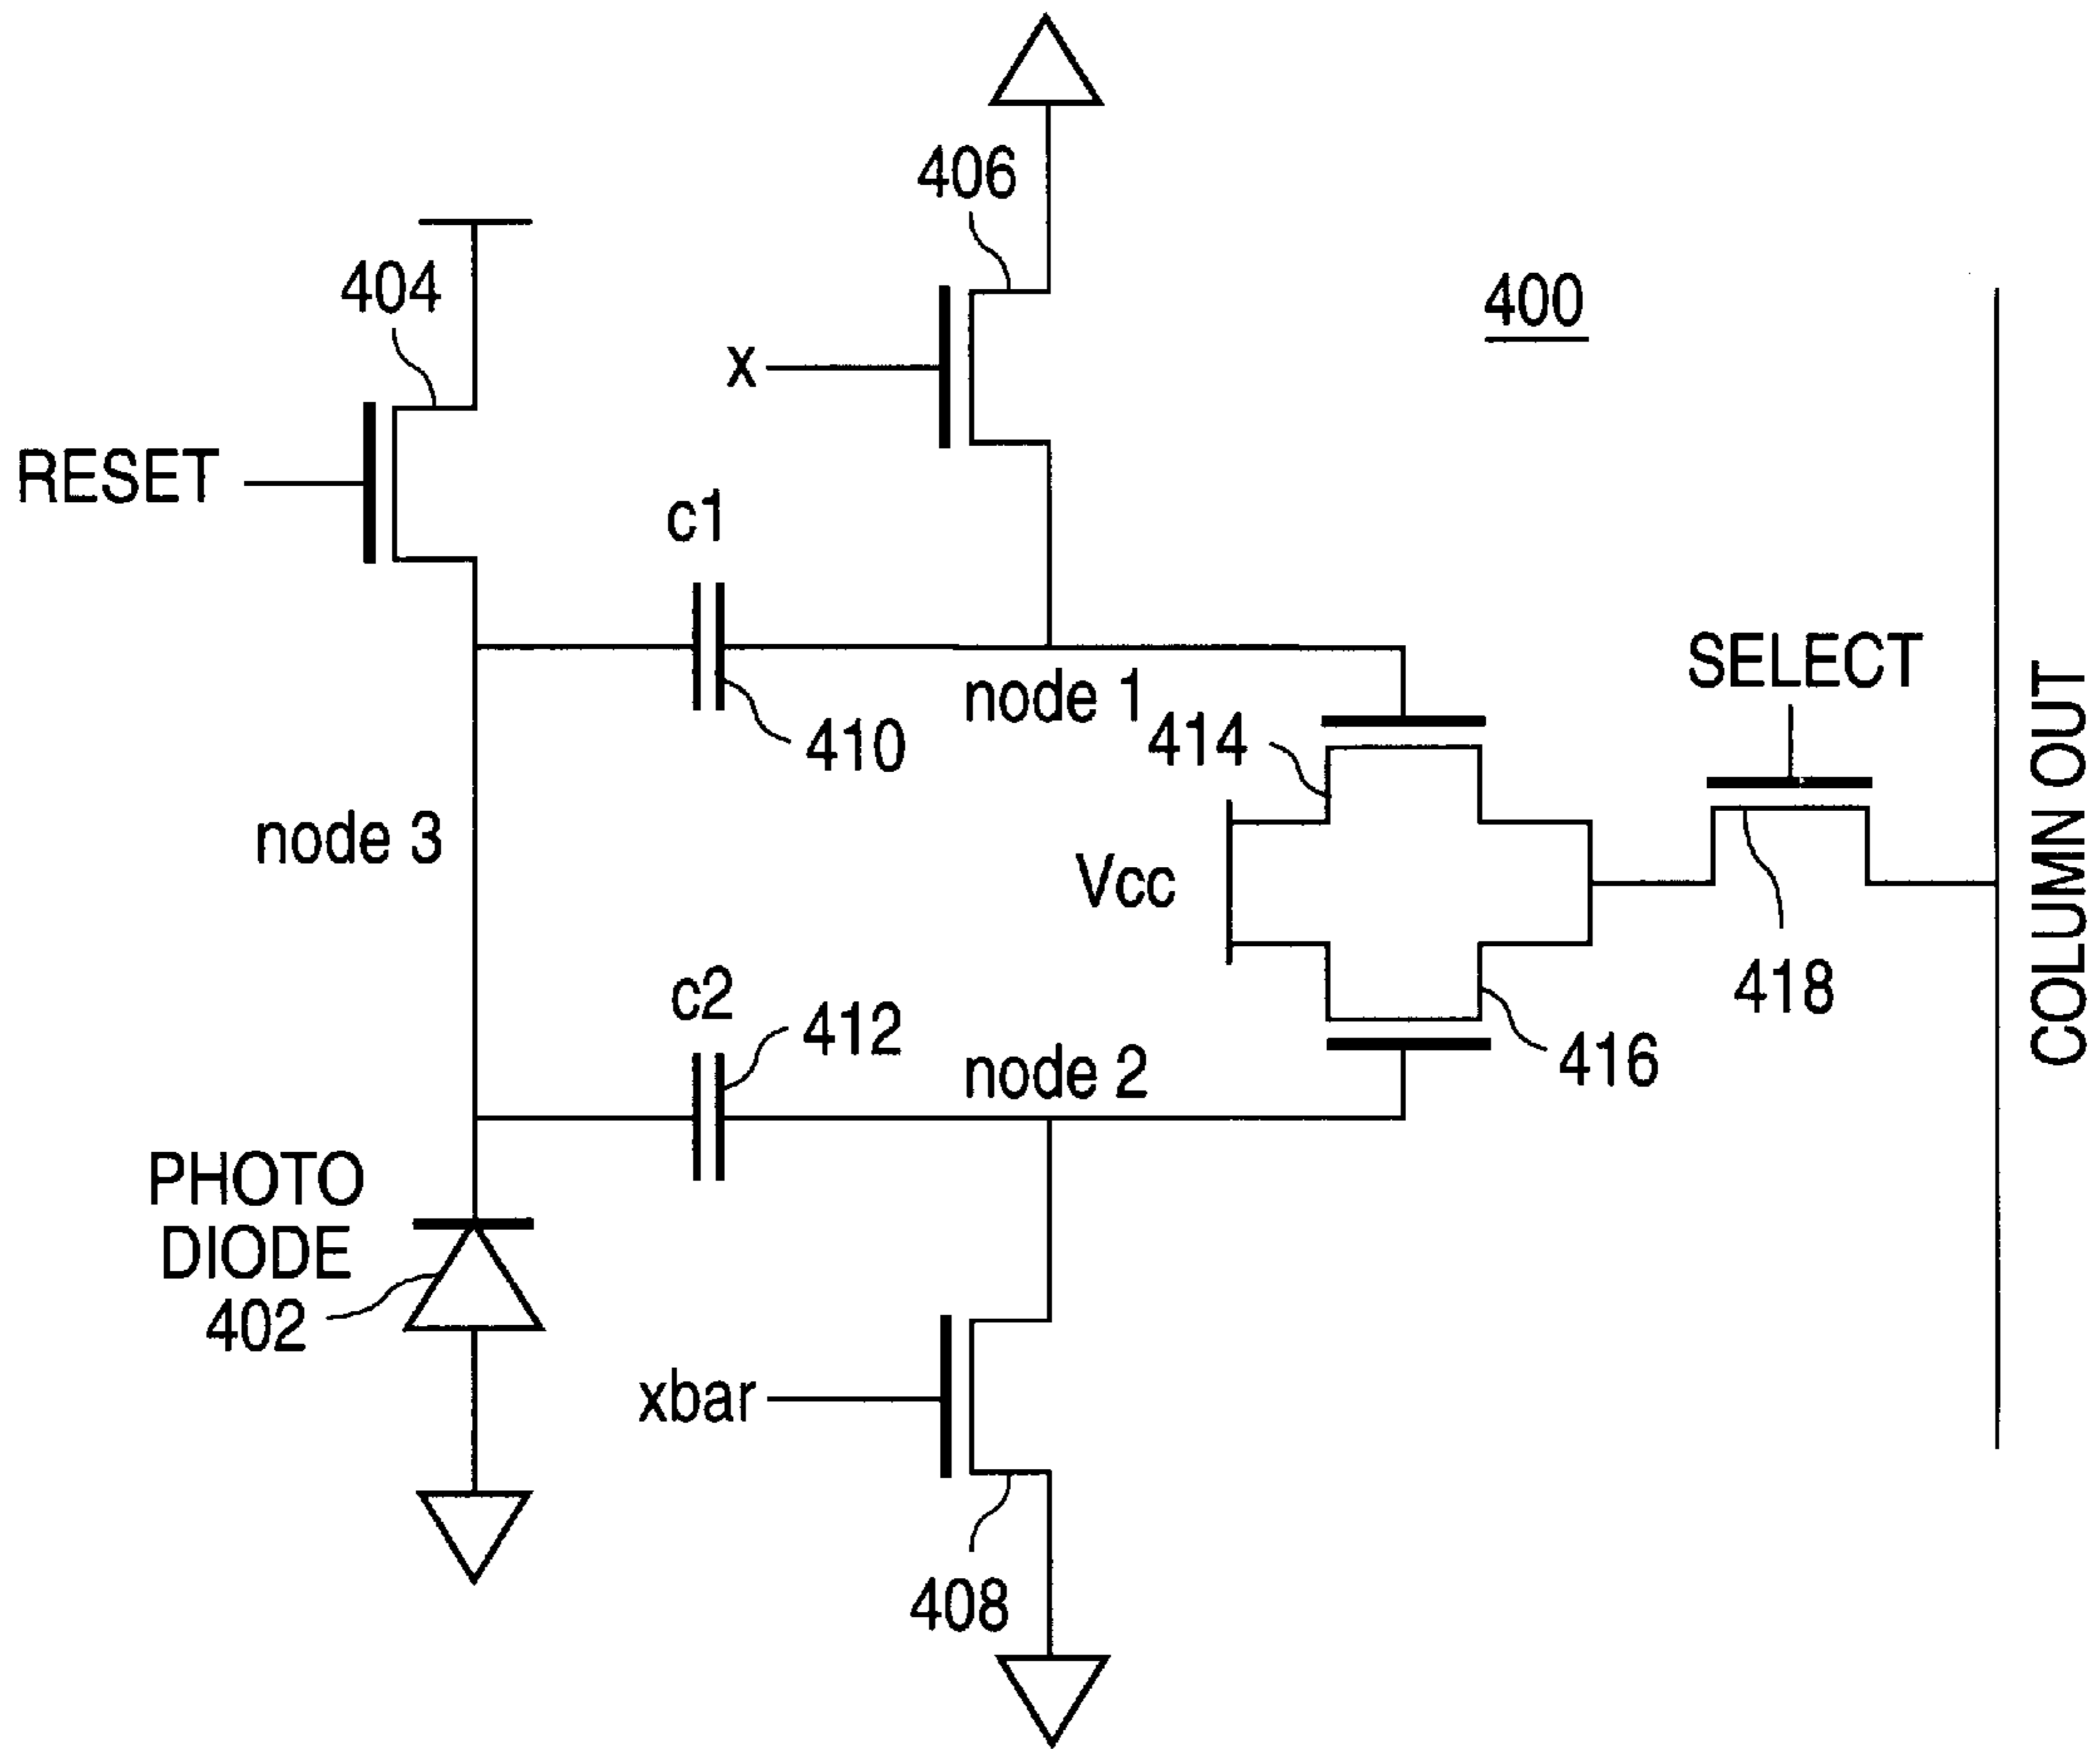 406
404
400
x
RESET
c1
SELECT
node 1
410
414
node 3
Vcc
COLUMN OUT
c2
412
418
node 2
416
PHOTO
DIODE
402
xbar
408